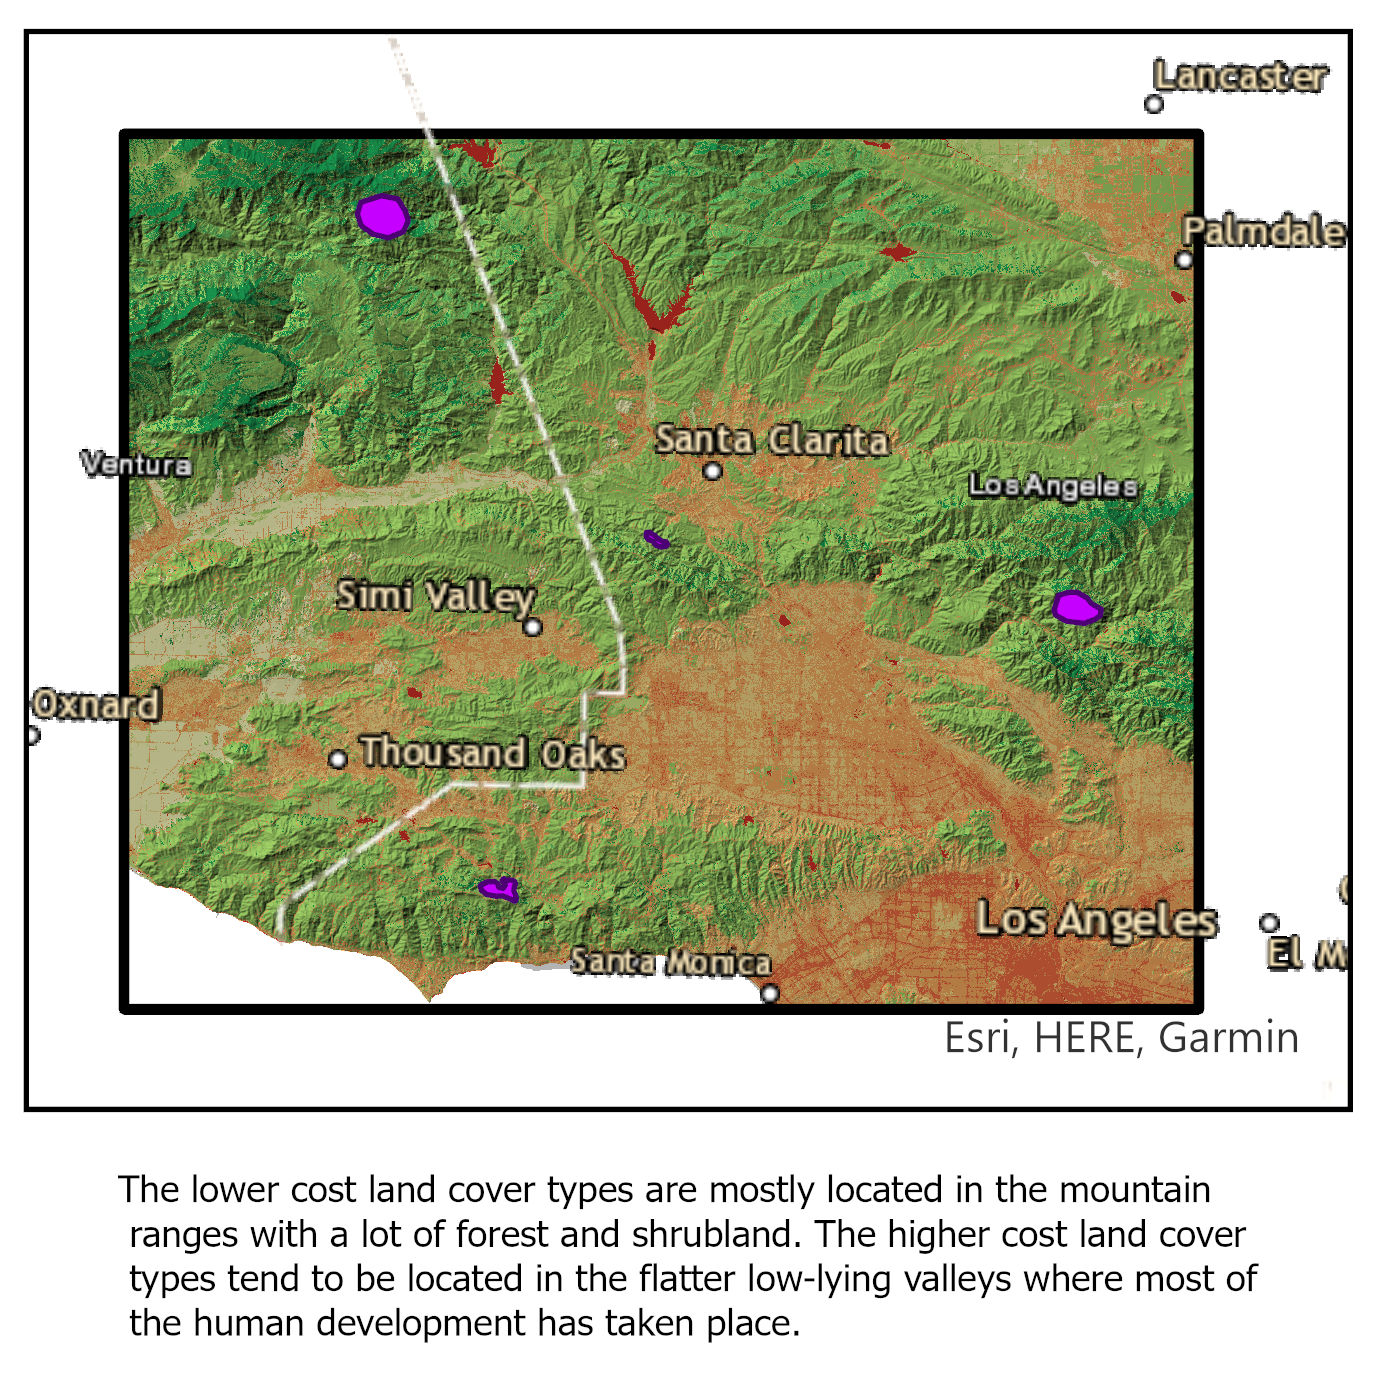 Lancaster
Palmdale
Santa Clarita
Ventura
Los Angeles
Simi Valley
Oxnard
Thousand Oaks
Los Angeles
El M
Santa Monica
Esri, HERE, Garmin
The lower cost land cover types are mostly located in the mountain
ranges with a lot of forest and shrubland. The higher cost land cover
types tend to be located in the flatter low-lying valleys where most of
the human development has taken place.